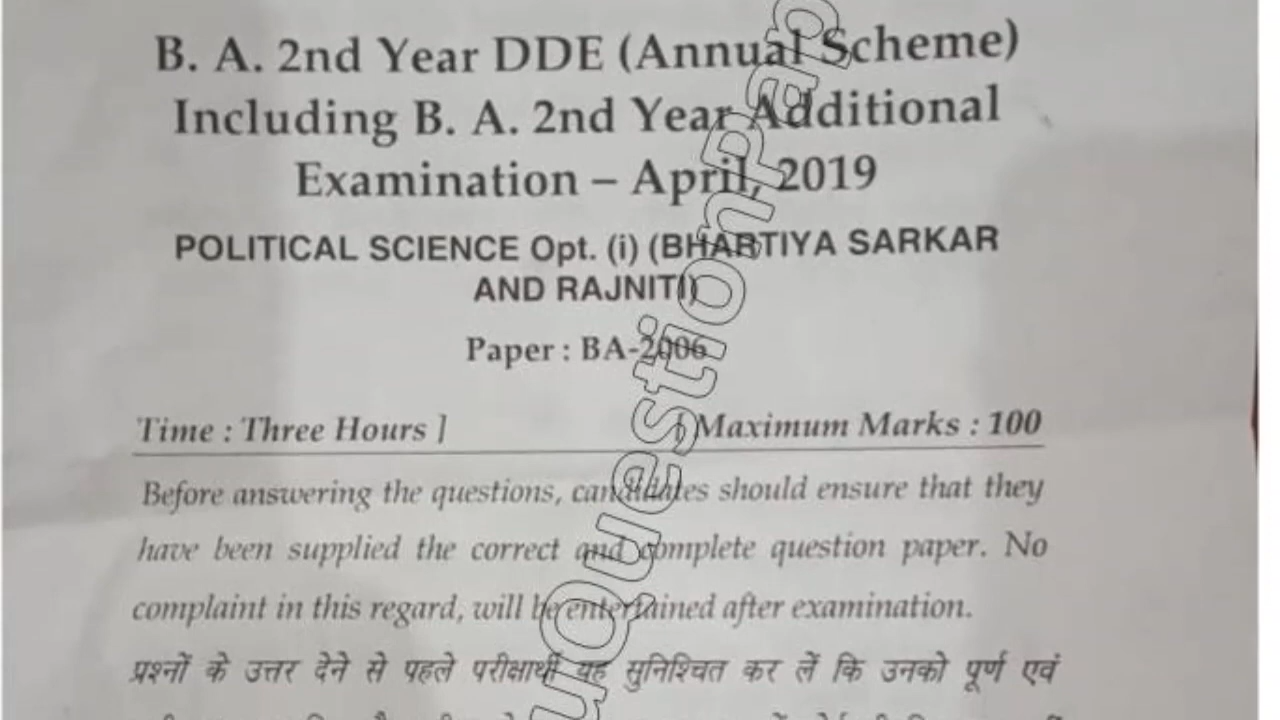 B. A. 2nd Year DDE (Annual Scheme)
Including B. A. 2nd Year Additional
Examination – April, 2019
POLITICAL SCIENCE Opt. (i) (BHARTIYA SARKAR
AND RAJNITI)
Paper : BA-2006
Time : Three Hours ] [ Maximum Marks : 100
Before answering the questions, candidates should ensure that they
have been supplied the correct and complete question paper. No
complaint in this regard, will be entertained after examination.
प्रश्नों के उत्तर देने से पहले परीक्षार्थी यह सुनिश्चित कर लें कि उनको पूर्ण एवं
uQuestionPap